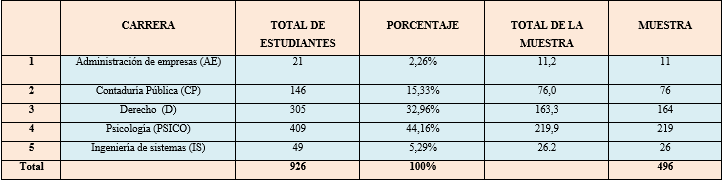 CARRERA TOTAL DE ESTUDIANTES PORCENTAJE TOTAL DE LA MUESTRA MUESTRA
1 Administración de empresas (AE) 21 2,26% 11,2 11
2 Contaduría Pública (CP) 146 15,33% 76,0 76
3 Derecho (D) 305 32,96% 163,3 164
4 Psicología (PSICO) 409 44,16% 219,9 219
5 Ingeniería de sistemas (IS) 49 5,29% 26.2 26
Total 926 100% 496